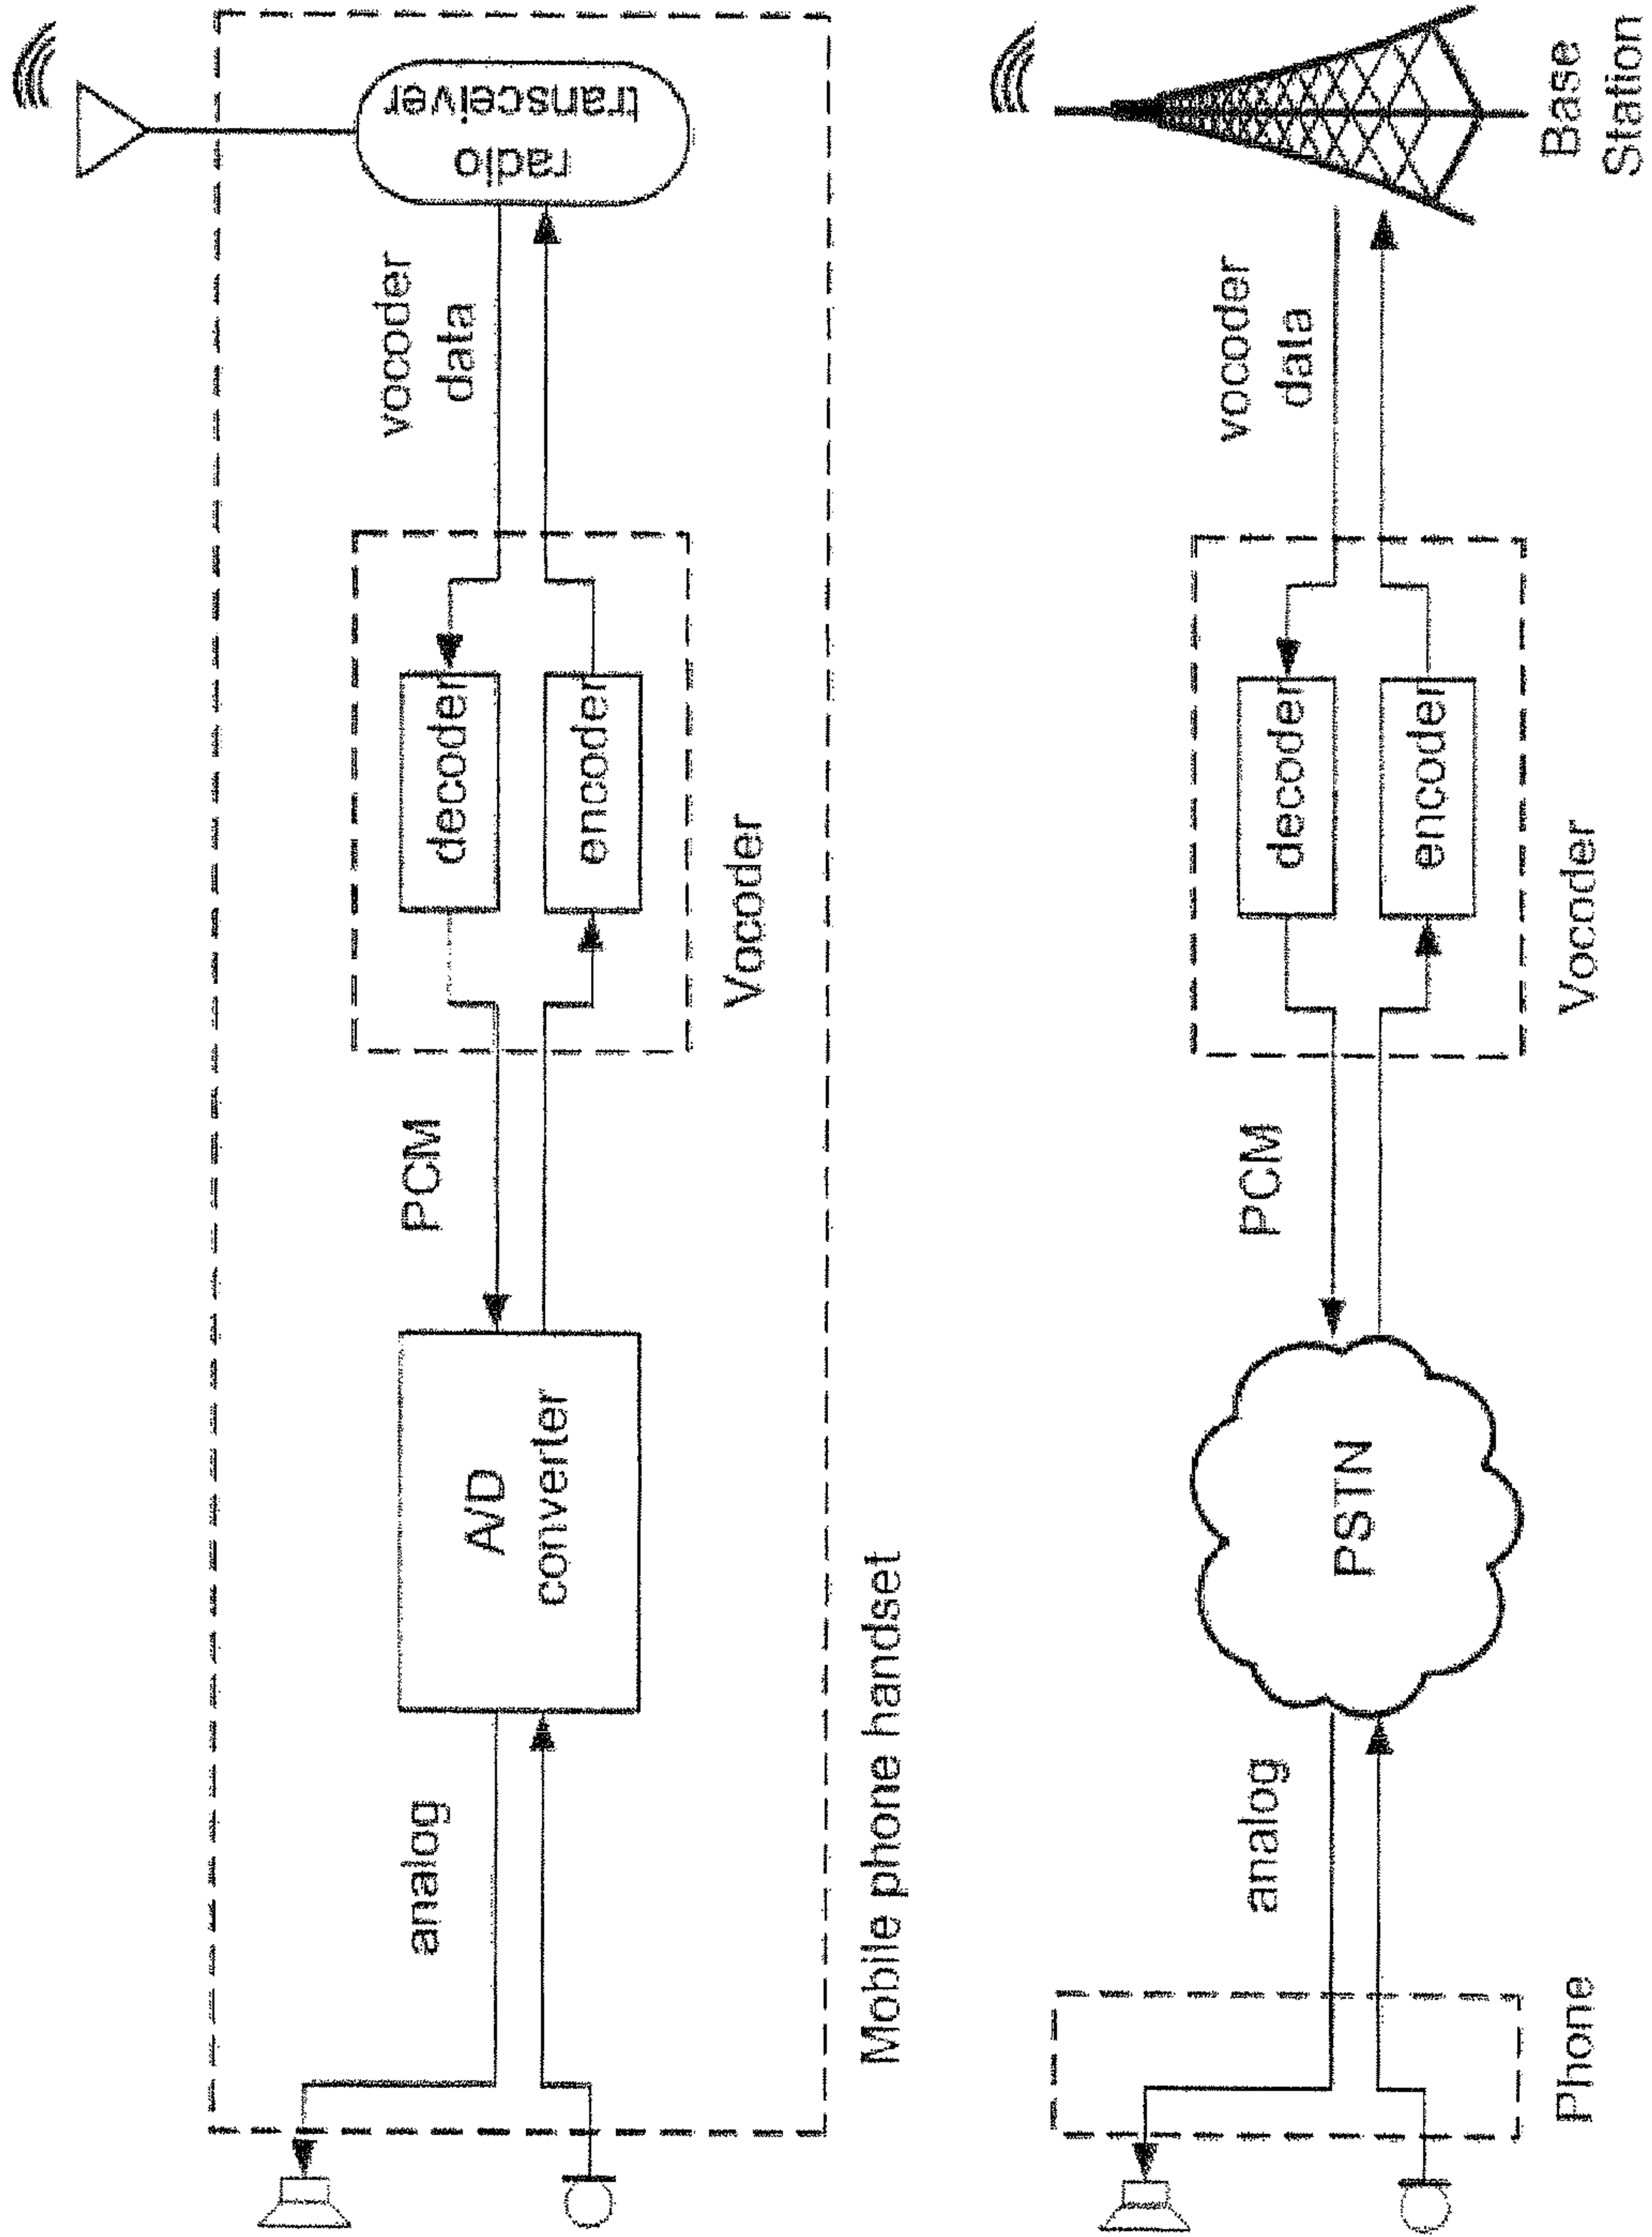 analog
A/D
converter
PCM
decoder
encoder
Vocoder
vocoder
data
radio
transceiver
Mobile phone handset
analog
Phone
PSTN
PCM
decoder
encoder
Vocoder
vocoder
data
Base
Station